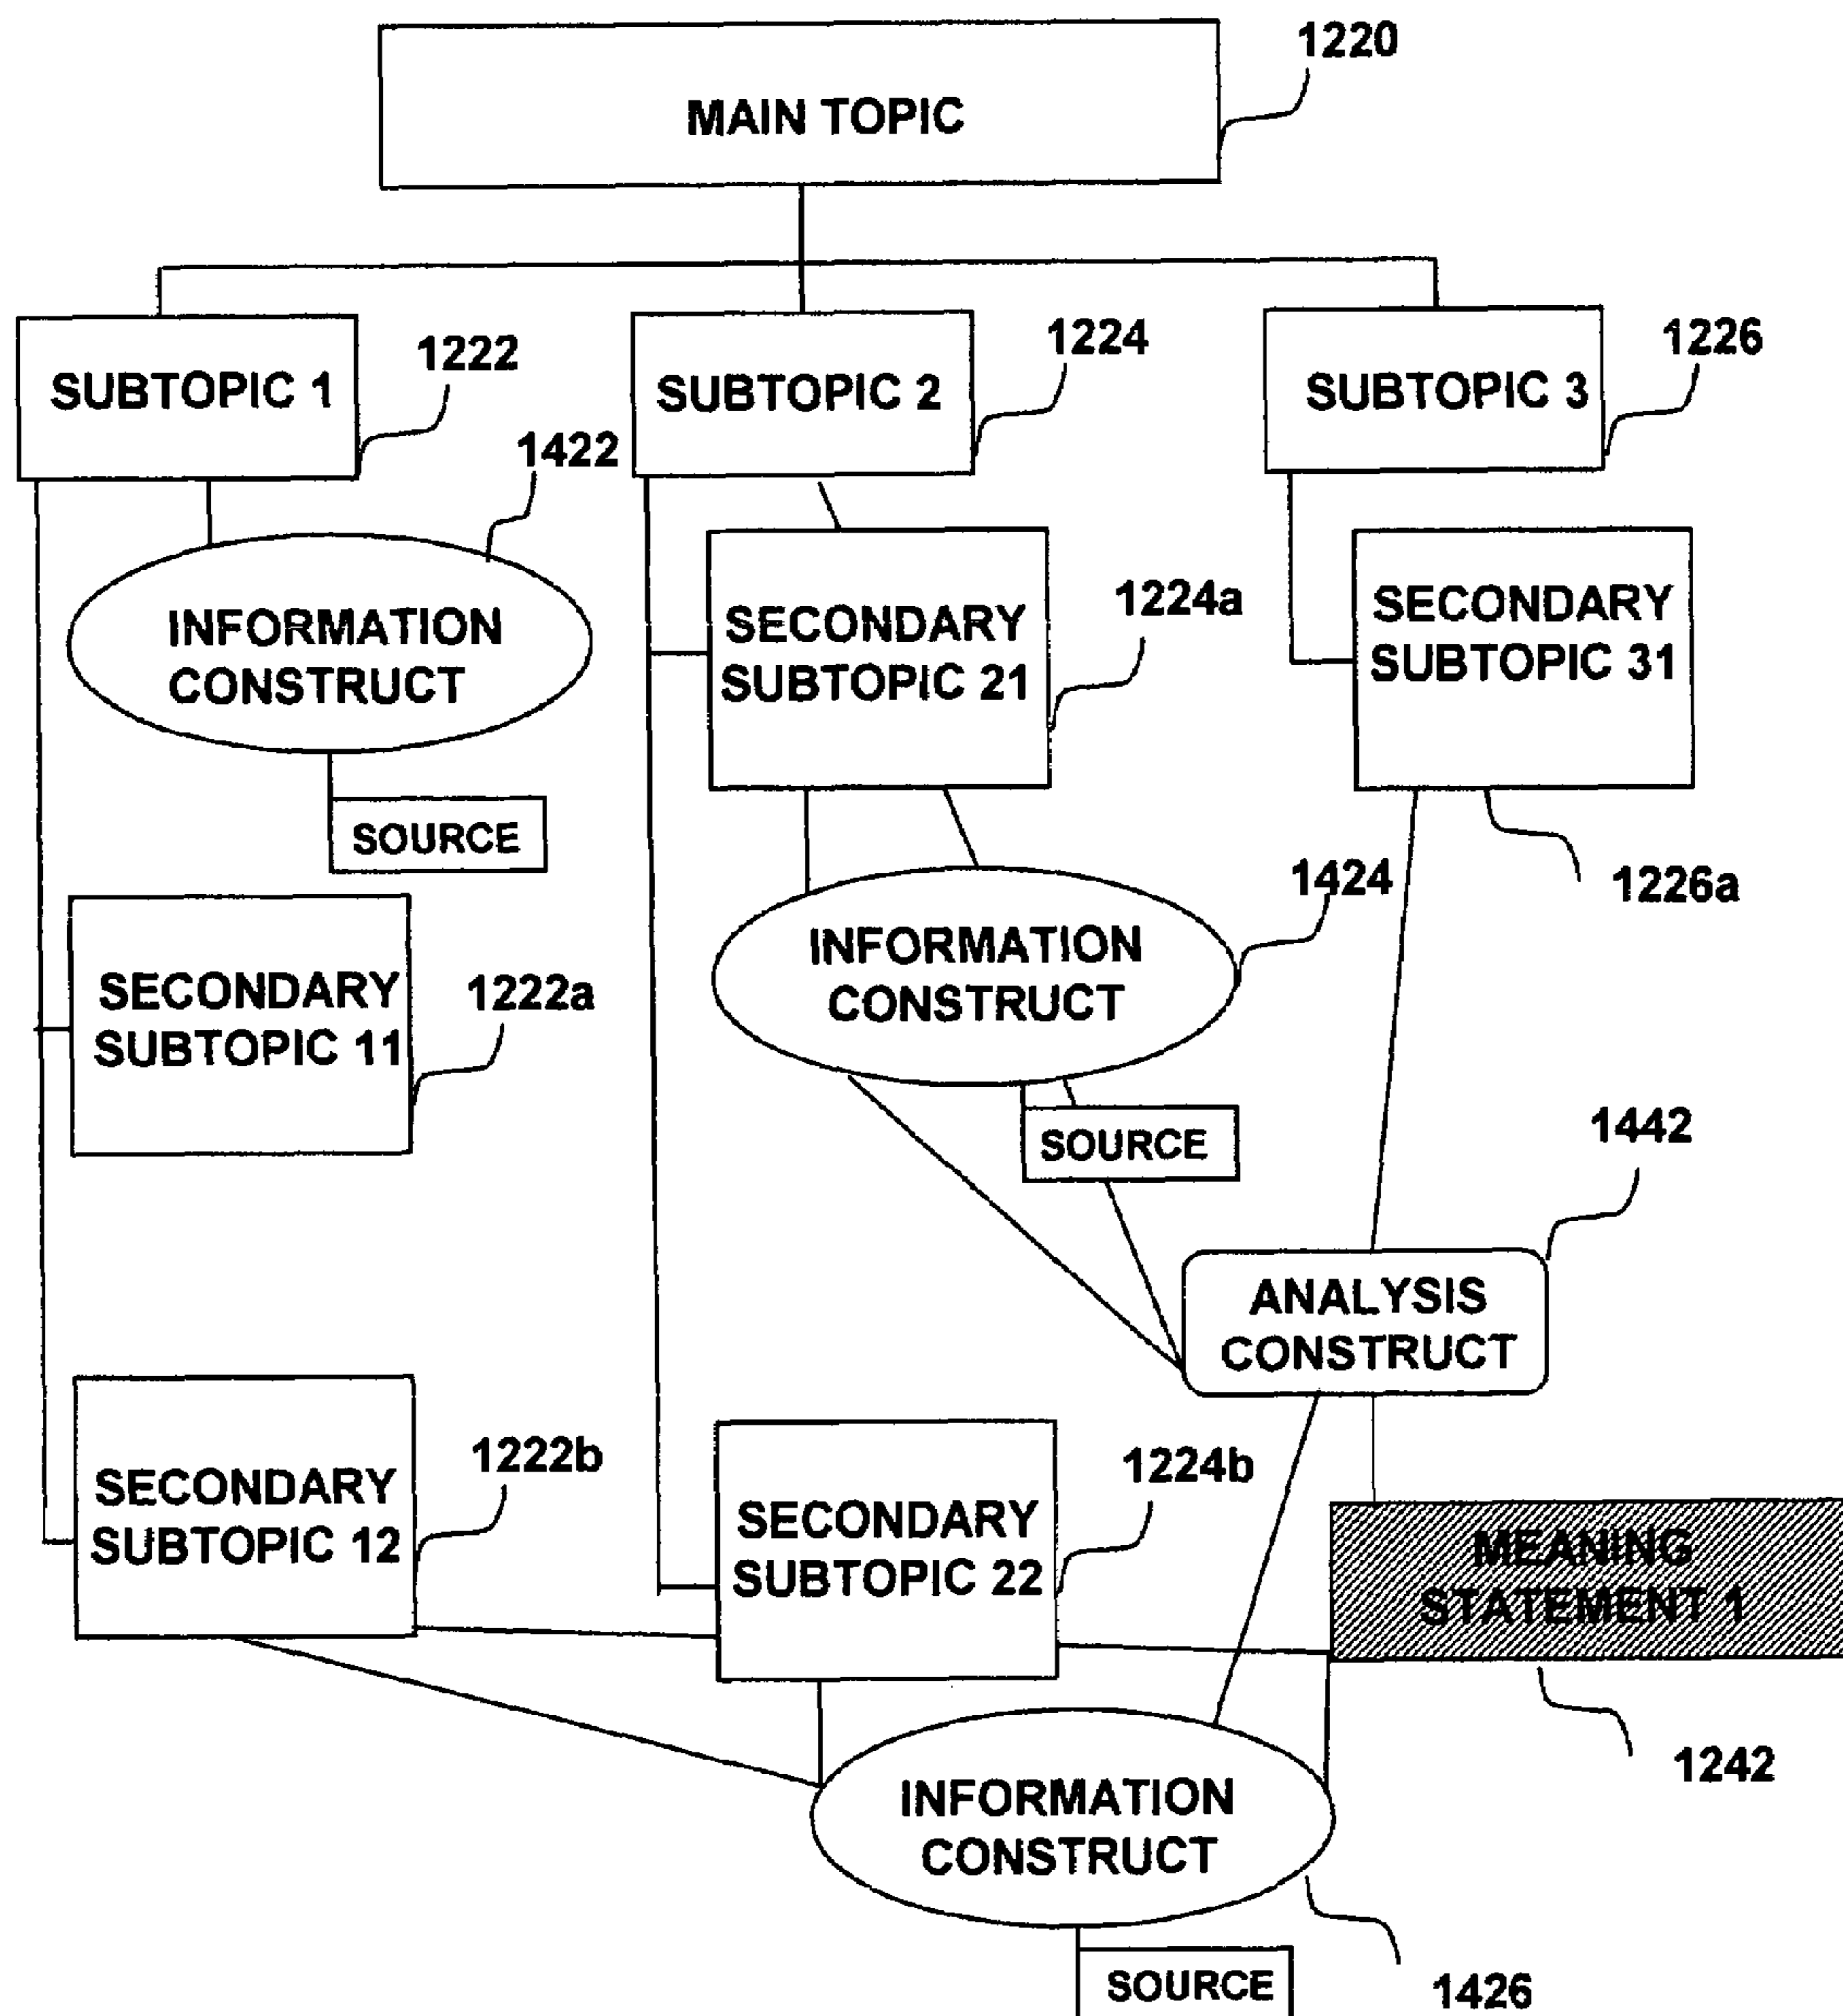 1220
MAIN TOPIC
SUBTOPIC 1
1222
SUBTOPIC 2
1224
SUBTOPIC 3
1226
1422
INFORMATION
CONSTRUCT
SOURCE
SECONDARY
SUBTOPIC 21
1224a
SECONDARY
SUBTOPIC 31
1226a
INFORMATION
CONSTRUCT
1424
SOURCE
SECONDARY
SUBTOPIC 11
1222a
1442
ANALYSIS
CONSTRUCT
SECONDARY
SUBTOPIC 12
1222b
SECONDARY
SUBTOPIC 22
1224b
MEANING
STATEMENT 1
1242
INFORMATION
CONSTRUCT
1426
SOURCE